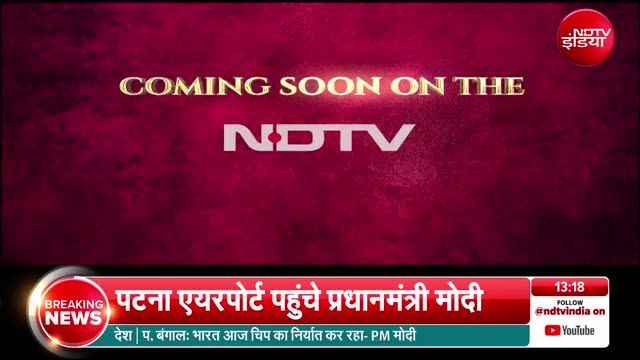 NDTV
इंडिया
COMING SOON ON THE
NDTV
BREAKING
NEWS
पटना एयरपोर्ट पहुंचे प्रधानमंत्री मोदी
देश | प. बंगाल: भारत आज चिप का निर्यात कर रहा- PM मोदी
13:18
FOLLOW
@ndtvindia on
YouTube